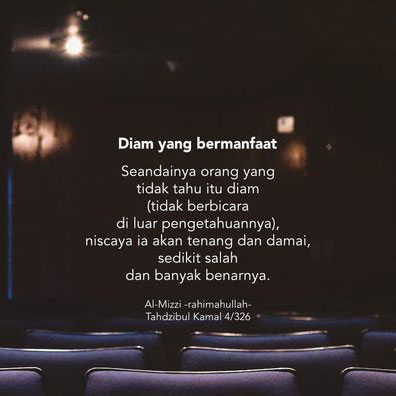 Diam yang bermanfaat
Seandainya orang yang
tidak tahu itu diam
(tidak berbicara
di luar pengetahuannya),
niscaya ia akan tenang dan damai,
sedikit salah
dan banyak benarnya.
Al-Mizzi -rahimahullah-
Tahdzibul Kamal 4/326